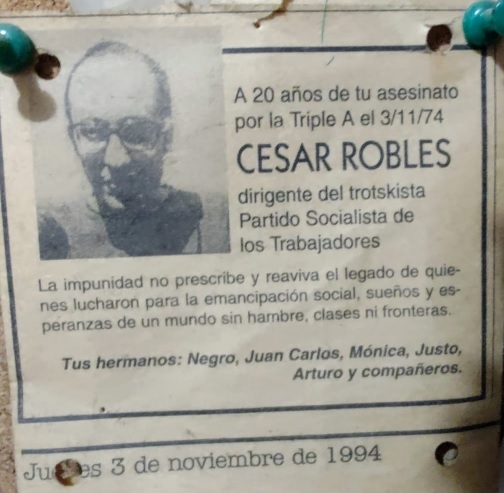 A 20 años de tu asesinato
por la Triple A el 3/11/74
CESAR ROBLES
dirigente del trotskista
Partido Socialista de
los Trabajadores
La impunidad no prescribe y reaviva el legado de quie-
nes lucharon para la emancipación social, sueños y es-
peranzas de un mundo sin hambre, clases ni fronteras.
Tus hermanos: Negro, Juan Carlos, Mónica, Justo,
Arturo y compañeros.
3 de noviembre de 1994